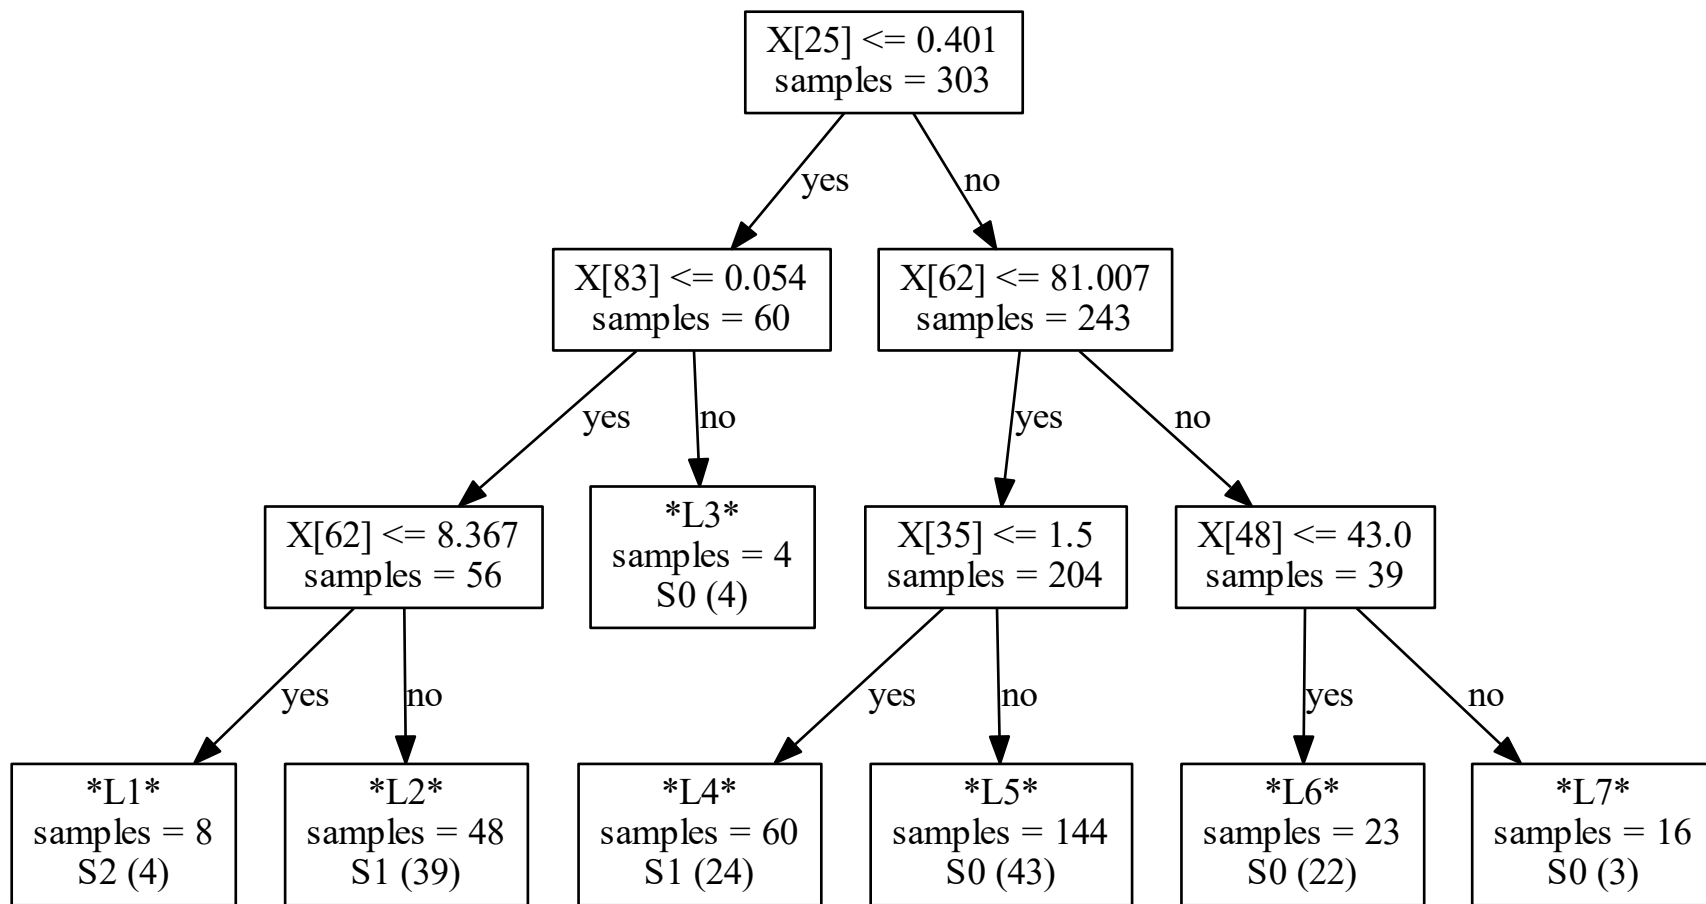 X[25] <= 0.401
samples = 303
yes
no
X[83] <= 0.054
samples = 60
X[62] <= 81.007
samples = 243
yes
no
yes
no
X[62] <= 8.367
samples = 56
*L3*
samples = 4
S0 (4)
X[35] <= 1.5
samples = 204
X[48] <= 43.0
samples = 39
yes
no
yes
no
yes
no
*L1*
samples = 8
S2 (4)
*L2*
samples = 48
S1 (39)
*L4*
samples = 60
S1 (24)
*L5*
samples = 144
S0 (43)
*L6*
samples = 23
S0 (22)
*L7*
samples = 16
S0 (3)